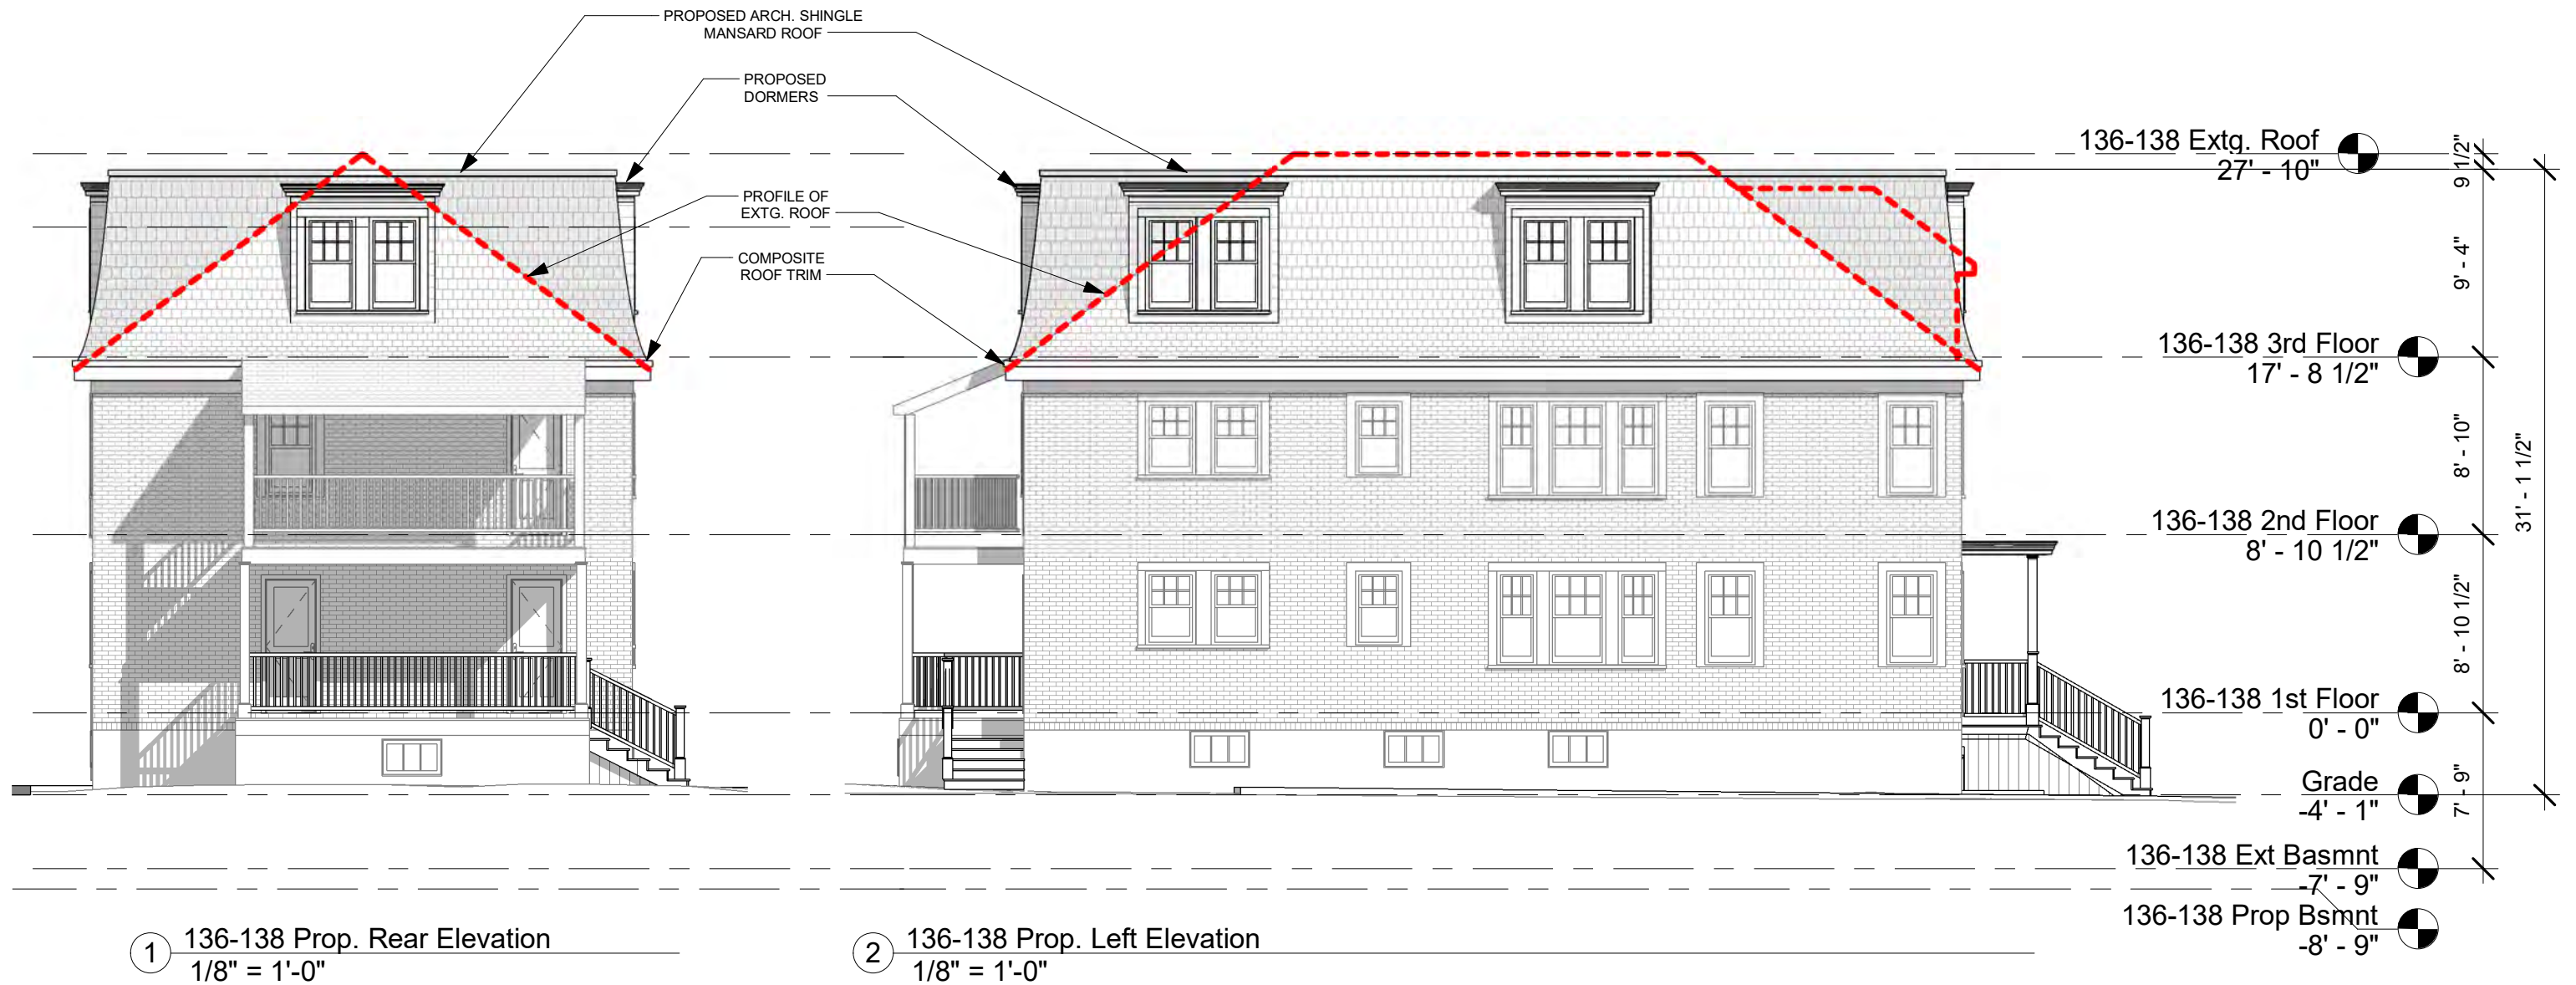 PROPOSED ARCH. SHINGLE
MANSARD ROOF
PROPOSED
DORMERS
PROFILE OF
EXTG. ROOF
COMPOSITE
ROOF TRIM
136-138 Extg. Roof
27' - 10"
9 1/2"
9' - 4"
136-138 3rd Floor
17' - 8 1/2"
8' - 10"
31' - 1 1/2"
136-138 2nd Floor
8' - 10 1/2"
8' - 10 1/2"
136-138 1st Floor
0' - 0"
Grade
-4' - 1"
7' - 9"
136-138 Ext Basmnt
-7' - 9"
136-138 Prop Bsmnt
-8' - 9"
1
136-138 Prop. Rear Elevation
1/8" = 1'-0"
2
136-138 Prop. Left Elevation
1/8" = 1'-0"